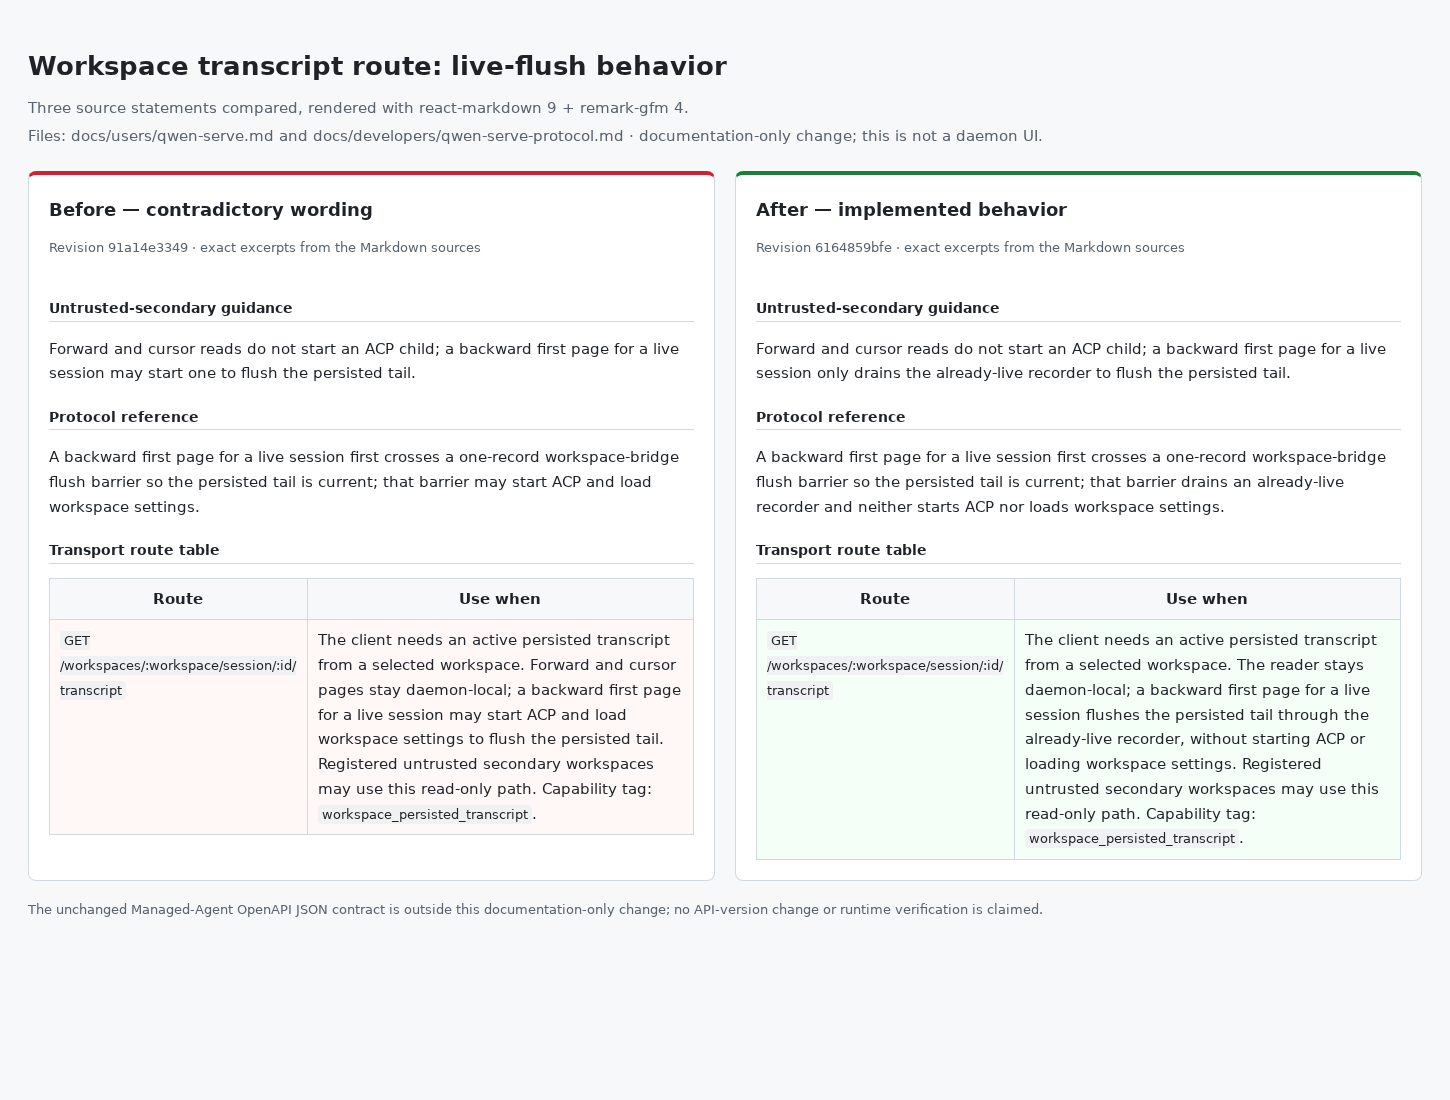 Workspace transcript route: live-flush behavior
Three source statements compared, rendered with react-markdown 9 + remark-gfm 4.
Files: docs/users/qwen-serve.md and docs/developers/qwen-serve-protocol.md · documentation-only change; this is not a daemon UI.
Before — contradictory wording
Revision 91a14e3349 · exact excerpts from the Markdown sources
Untrusted-secondary guidance
Forward and cursor reads do not start an ACP child; a backward first page for a live
session may start one to flush the persisted tail.
Protocol reference
A backward first page for a live session first crosses a one-record workspace-bridge
flush barrier so the persisted tail is current; that barrier may start ACP and load
workspace settings.
Transport route table
Route
Use when
GET
/workspaces/:workspace/session/:id/
transcript
The client needs an active persisted transcript
from a selected workspace. Forward and cursor
pages stay daemon-local; a backward first page
for a live session may start ACP and load
workspace settings to flush the persisted tail.
Registered untrusted secondary workspaces
may use this read-only path. Capability tag:
workspace_persisted_transcript.
After — implemented behavior
Revision 6164859bfe · exact excerpts from the Markdown sources
Untrusted-secondary guidance
Forward and cursor reads do not start an ACP child; a backward first page for a live
session only drains the already-live recorder to flush the persisted tail.
Protocol reference
A backward first page for a live session first crosses a one-record workspace-bridge
flush barrier so the persisted tail is current; that barrier drains an already-live
recorder and neither starts ACP nor loads workspace settings.
Transport route table
Route
Use when
GET
/workspaces/:workspace/session/:id/
transcript
The client needs an active persisted transcript
from a selected workspace. The reader stays
daemon-local; a backward first page for a live
session flushes the persisted tail through the
already-live recorder, without starting ACP or
loading workspace settings. Registered
untrusted secondary workspaces may use this
read-only path. Capability tag:
workspace_persisted_transcript.
The unchanged Managed-Agent OpenAPI JSON contract is outside this documentation-only change; no API-version change or runtime verification is claimed.